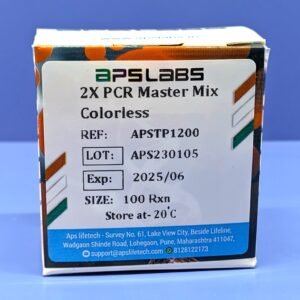 APSLABS
2X PCR Master Mix
Colorless
REF: APSTP1200
LOT: APS230105
Exp: 2025/06
SIZE: 100 Rxn
Store at- 20°C
Aps lifetech - Survey No. 61, Lake View City, Beside Lifeline,
Wadgaon Shinde Road, Lohegaon, Pune, Maharashtra 411047,
support@apslifetech.com 8128122173